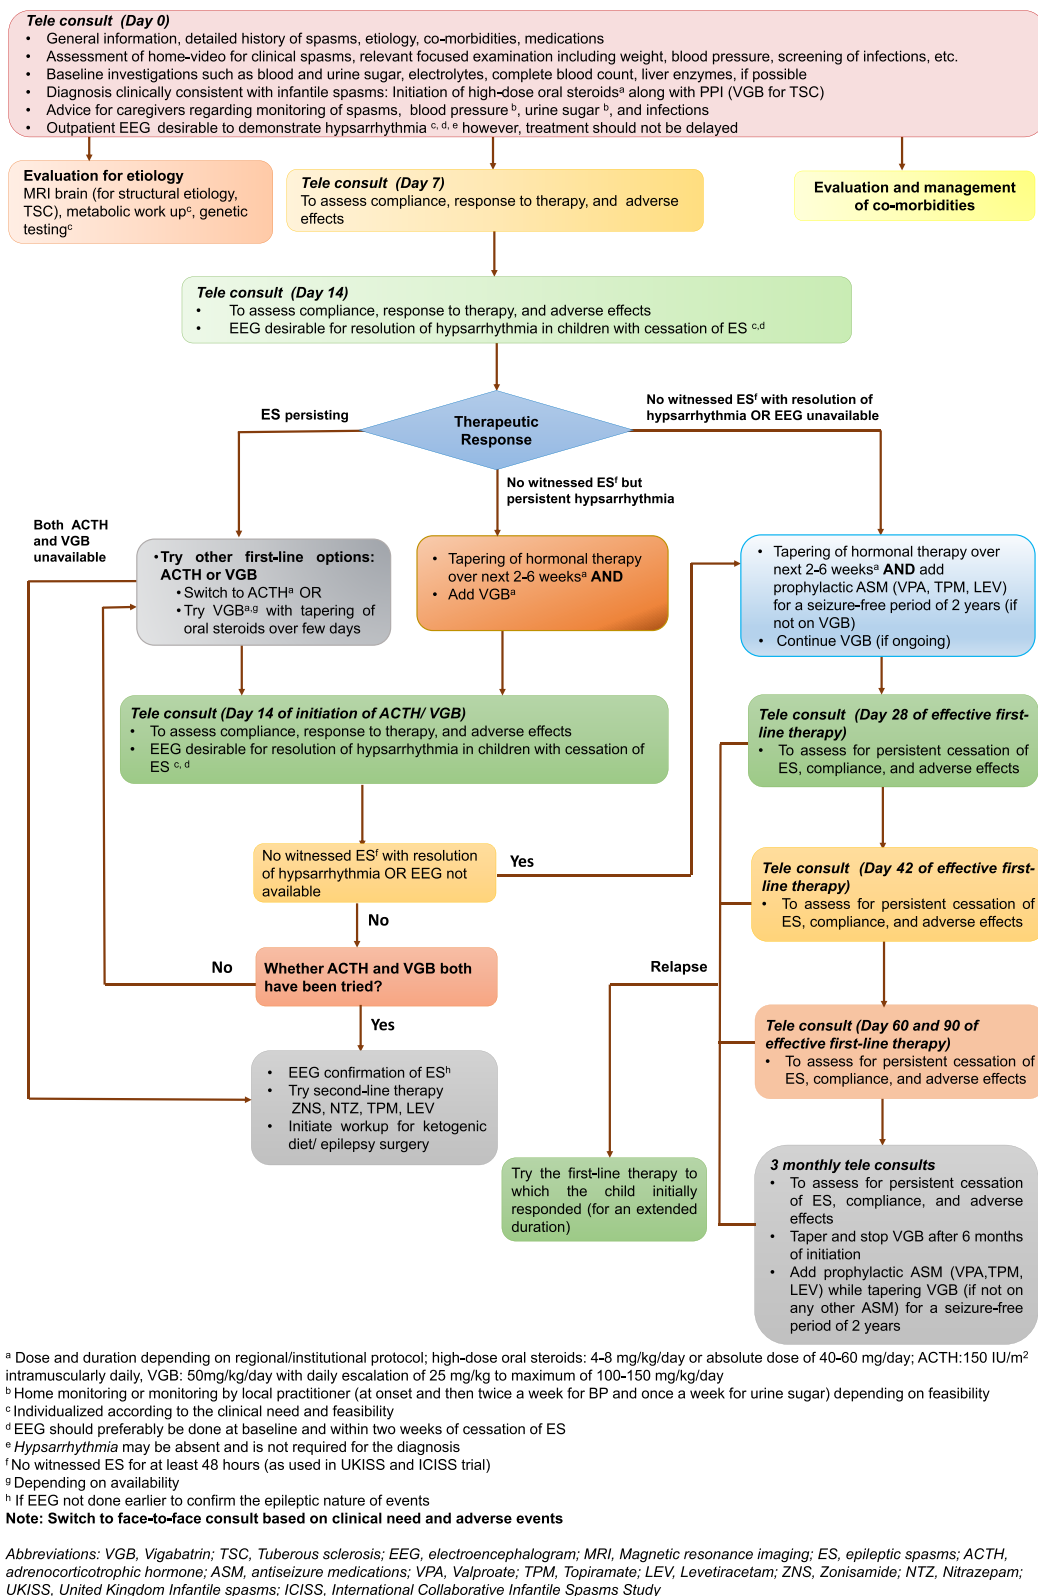 Tele consult (Day 0)
• General information, detailed history of spasms, etiology, co-morbidities, medications
• Assessment of home-video for clinical spasms, relevant focused examination including weight, blood pressure, screening of infections, etc.
• Baseline investigations such as blood and urine sugar, electrolytes, complete blood count, liver enzymes, if possible
• Diagnosis clinically consistent with infantile spasms: Initiation of high-dose oral steroidsᵃ along with PPI (VGB for TSC)
• Advice for caregivers regarding monitoring of spasms, blood pressure ᵇ, urine sugar ᵇ, and infections
• Outpatient EEG desirable to demonstrate hypsarrhythmia ᶜ, ᵈ, ᵉ however, treatment should not be delayed
Evaluation for etiology
MRI brain (for structural etiology,
TSC), metabolic work upᶜ, genetic
testingᶜ
Tele consult (Day 7)
To assess compliance, response to therapy, and adverse
effects
Evaluation and management
of co-morbidities
Tele consult (Day 14)
• To assess compliance, response to therapy, and adverse effects
• EEG desirable for resolution of hypsarrhythmia in children with cessation of ES ᶜ,ᵈ
ES persisting
Therapeutic
Response
No witnessed ESᶠ with resolution of
hypsarrhythmia OR EEG unavailable
No witnessed ESᶠ but
persistent hypsarrhythmia
Both ACTH
and VGB
unavailable
• Try other first-line options:
ACTH or VGB
• Switch to ACTHᵃ OR
• Try VGBᵃ,ᵍ with tapering of
oral steroids over few days
• Tapering of hormonal therapy
over next 2-6 weeksᵃ AND
• Add VGBᵃ
• Tapering of hormonal therapy over
next 2-6 weeksᵃ AND add
prophylactic ASM (VPA, TPM, LEV)
for a seizure-free period of 2 years (if
not on VGB)
• Continue VGB (if ongoing)
Tele consult (Day 14 of initiation of ACTH/ VGB)
• To assess compliance, response to therapy, and adverse effects
• EEG desirable for resolution of hypsarrhythmia in children with cessation of
ES ᶜ, ᵈ
Tele consult (Day 28 of effective first-
line therapy)
• To assess for persistent cessation of
ES, compliance, and adverse effects
No witnessed ESᶠ with resolution
of hypsarrhythmia OR EEG not
available
Yes
No
Tele consult (Day 42 of effective first-
line therapy)
• To assess for persistent cessation of
ES, compliance, and adverse effects
No
Whether ACTH and VGB both
have been tried?
Yes
Relapse
Tele consult (Day 60 and 90 of
effective first-line therapy)
• To assess for persistent cessation of
ES, compliance, and adverse effects
• EEG confirmation of ESʰ
• Try second-line therapy
ZNS, NTZ, TPM, LEV
• Initiate workup for ketogenic
diet/ epilepsy surgery
Try the first-line therapy to
which the child initially
responded (for an extended
duration)
3 monthly tele consults
• To assess for persistent cessation
of ES, compliance, and adverse
effects
• Taper and stop VGB after 6 months
of initiation
• Add prophylactic ASM (VPA,TPM,
LEV) while tapering VGB (if not on
any other ASM) for a seizure-free
period of 2 years
ᵃ Dose and duration depending on regional/institutional protocol; high-dose oral steroids: 4-8 mg/kg/day or absolute dose of 40-60 mg/day; ACTH:150 IU/m²
intramuscularly daily, VGB: 50mg/kg/day with daily escalation of 25 mg/kg to maximum of 100-150 mg/kg/day
ᵇ Home monitoring or monitoring by local practitioner (at onset and then twice a week for BP and once a week for urine sugar) depending on feasibility
ᶜ Individualized according to the clinical need and feasibility
ᵈ EEG should preferably be done at baseline and within two weeks of cessation of ES
ᵉ Hypsarrhythmia may be absent and is not required for the diagnosis
ᶠ No witnessed ES for at least 48 hours (as used in UKISS and ICISS trial)
ᵍ Depending on availability
ʰ If EEG not done earlier to confirm the epileptic nature of events
Note: Switch to face-to-face consult based on clinical need and adverse events
Abbreviations: VGB, Vigabatrin; TSC, Tuberous sclerosis; EEG, electroencephalogram; MRI, Magnetic resonance imaging; ES, epileptic spasms; ACTH,
adrenocorticotrophic hormone; ASM, antiseizure medications; VPA, Valproate; TPM, Topiramate; LEV, Levetiracetam; ZNS, Zonisamide; NTZ, Nitrazepam;
UKISS, United Kingdom Infantile spasms; ICISS, International Collaborative Infantile Spasms Study